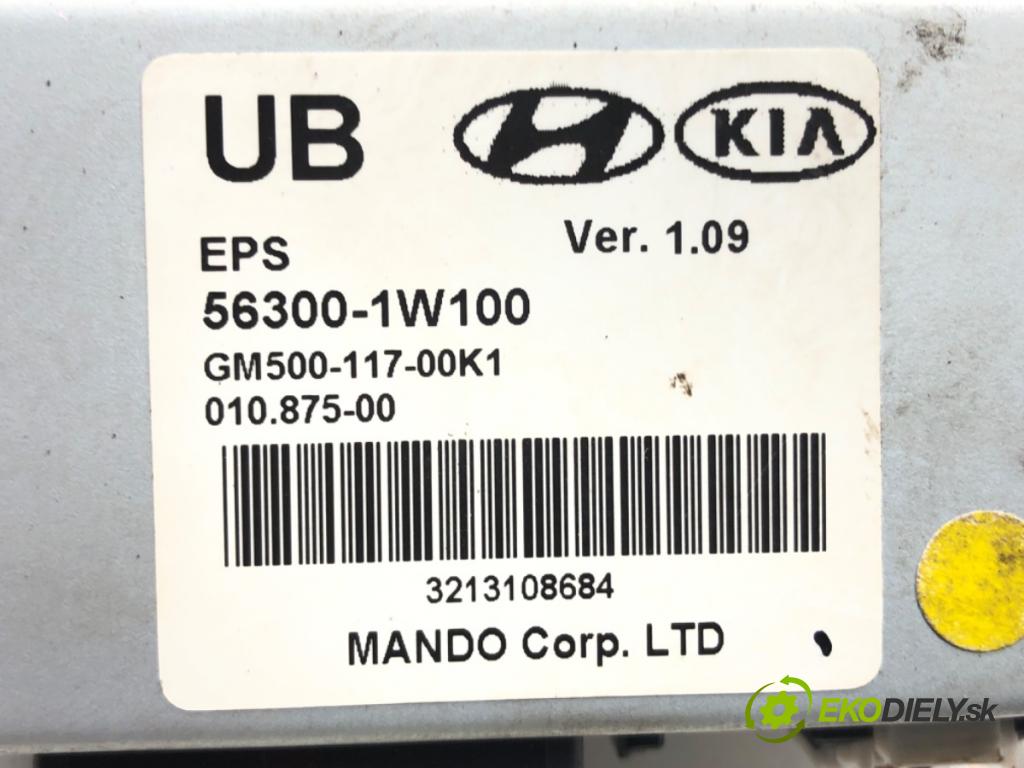 UB KIA
EPS Ver. 1.09
56300-1W100
GM500-117-00K1
010.875-00
3213108684
MANDO Corp. LTD
EKODIELY.sk